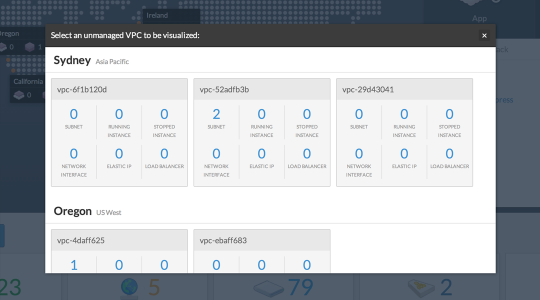 Ireland
App
Oregon
0 1
Select an unmanaged VPC to be visualized: ×
California
Sydney Asia Pacific
vpc-6f1b120d vpc-52adfb3b vpc-29d43041
0 0 0 2 0 0 0 0 0
SUBNET RUNNING INSTANCE STOPPED INSTANCE SUBNET RUNNING INSTANCE STOPPED INSTANCE SUBNET RUNNING INSTANCE STOPPED INSTANCE
0 0 0 0 0 0 0 0 0
NETWORK INTERFACE ELASTIC IP LOAD BALANCER NETWORK INTERFACE ELASTIC IP LOAD BALANCER NETWORK INTERFACE ELASTIC IP LOAD BALANCER
Oregon US West
vpc-4daff625 vpc-ebaff683
1 0 0 0 0 0
23 5 79 2